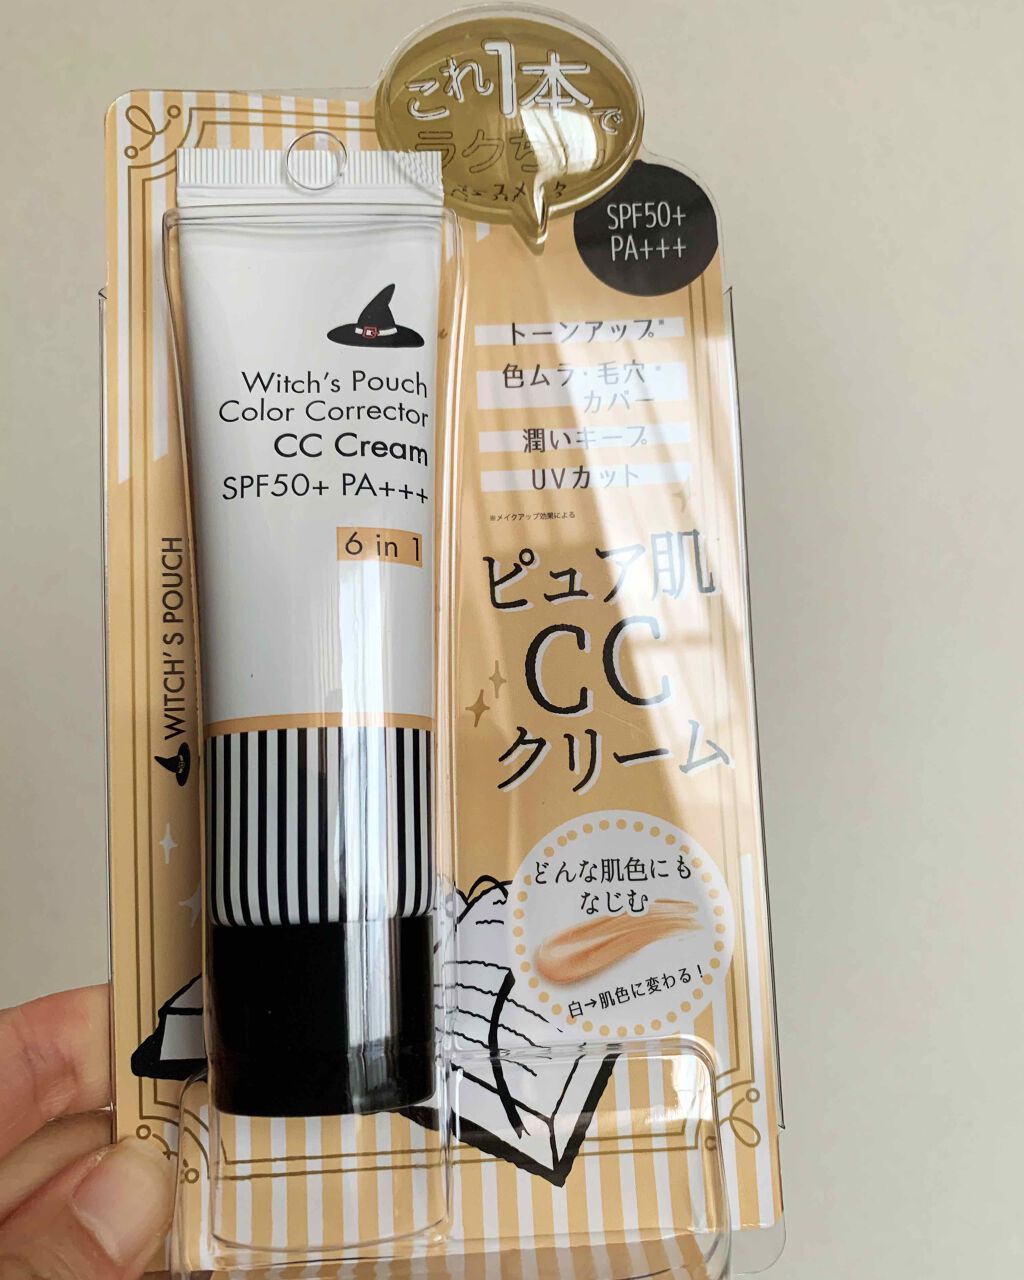 これ1本で
ラクち
SPF50+
PA+++
Witch's Pouch
Color Corrector
CC Cream
SPF50+ PA+++
6 in 1
WITCH'S POUCH
トーンアップ※
色ムラ・毛穴※
カバー
潤いキープ
UVカット
※メイクアップ効果による
ピュア肌
CC
クリーム
どんな肌色にも
なじむ
白→肌色に変わる!